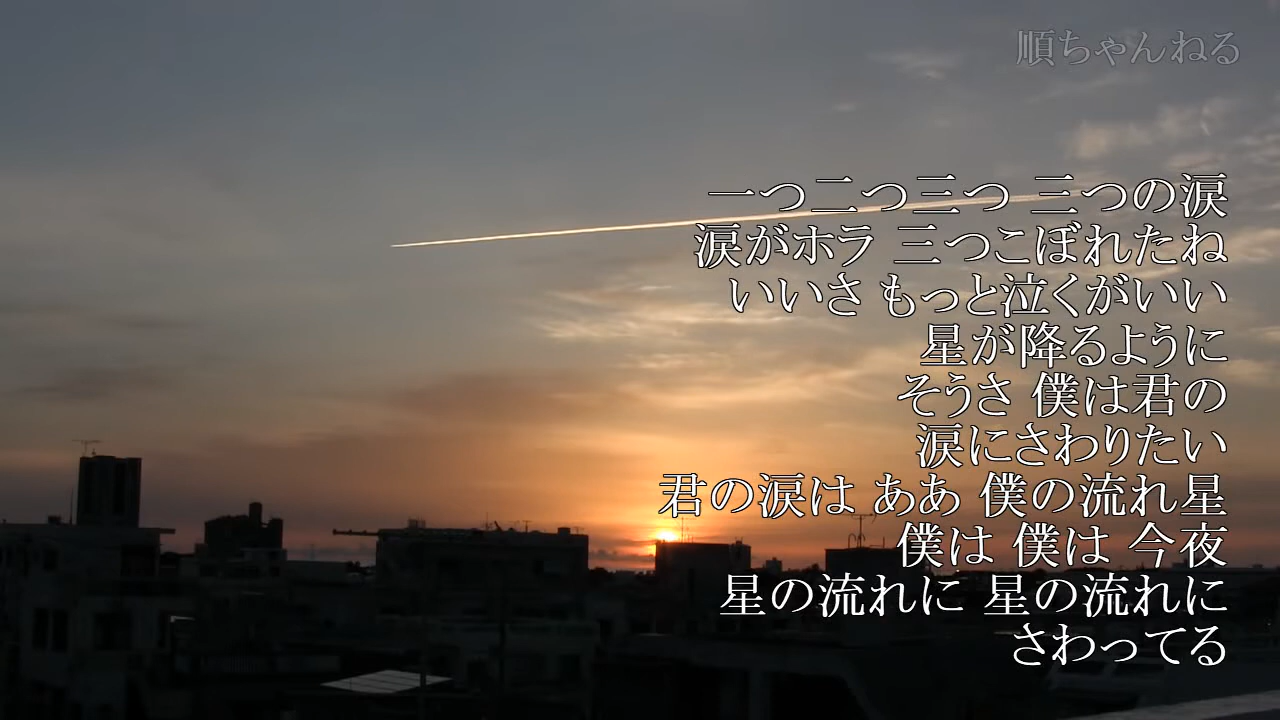 順ちゃんねる
一つ二つ三つ 三つの涙
涙がホラ 三つこぼれたね
いいさ もっと泣くがいい
星が降るように
そうさ 僕は君の
涙にさわりたい
君の涙は ああ 僕の流れ星
僕は 僕は 今夜
星の流れに 星の流れに
さわってる